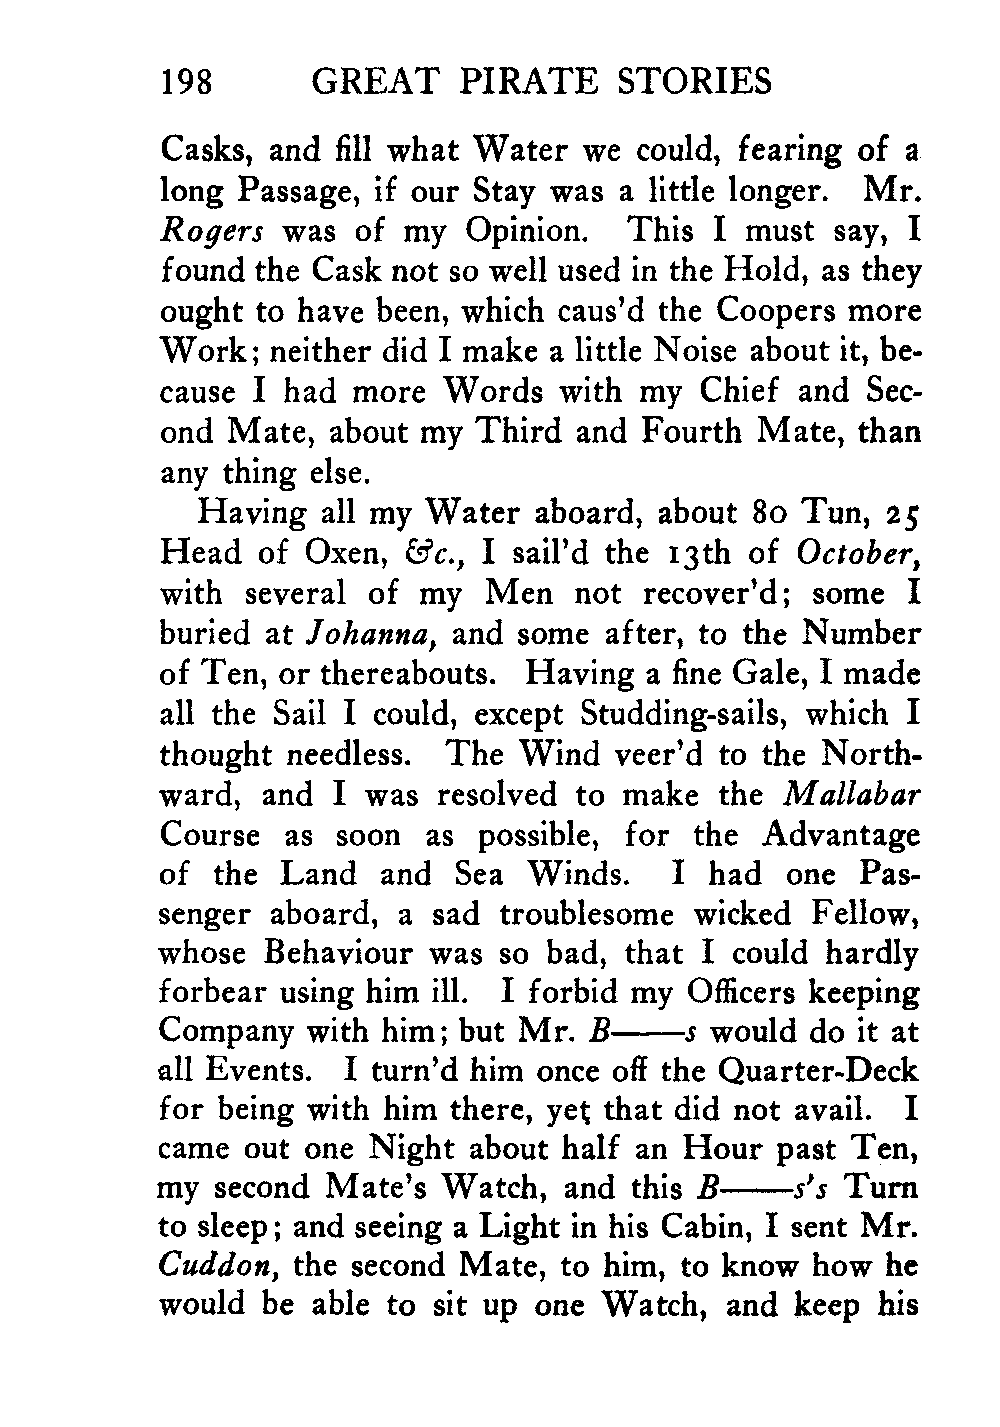 198 GREAT PIRATE STORIES
Casks, and fill what Water we could, fearing of a
long Passage, if our Stay was a little longer. Mr.
Rogers was of my Opinion. This I must say, I
found the Cask not so well used in the Hold, as they
ought to have been, which caus'd the Coopers more
Work; neither did I make a little Noise about it, be-
cause I had more Words with my Chief and Sec-
ond Mate, about my Third and Fourth Mate, than
any thing else.
Having all my Water aboard, about 80 Tun, 25
Head of Oxen, &c., I sail'd the 13th of October,
with several of my Men not recover'd; some I
buried at Johanna, and some after, to the Number
of Ten, or thereabouts. Having a fine Gale, I made
all the Sail I could, except Studding-sails, which I
thought needless. The Wind veer'd to the North-
ward, and I was resolved to make the Mallabar
Course as soon as possible, for the Advantage
of the Land and Sea Winds. I had one Pas-
senger aboard, a sad troublesome wicked Fellow,
whose Behaviour was so bad, that I could hardly
forbear using him ill. I forbid my Officers keeping
Company with him; but Mr. B——s would do it at
all Events. I turn'd him once off the Quarter-Deck
for being with him there, yet that did not avail. I
came out one Night about half an Hour past Ten,
my second Mate's Watch, and this B——s's Turn
to sleep; and seeing a Light in his Cabin, I sent Mr.
Cuddon, the second Mate, to him, to know how he
would be able to sit up one Watch, and keep his